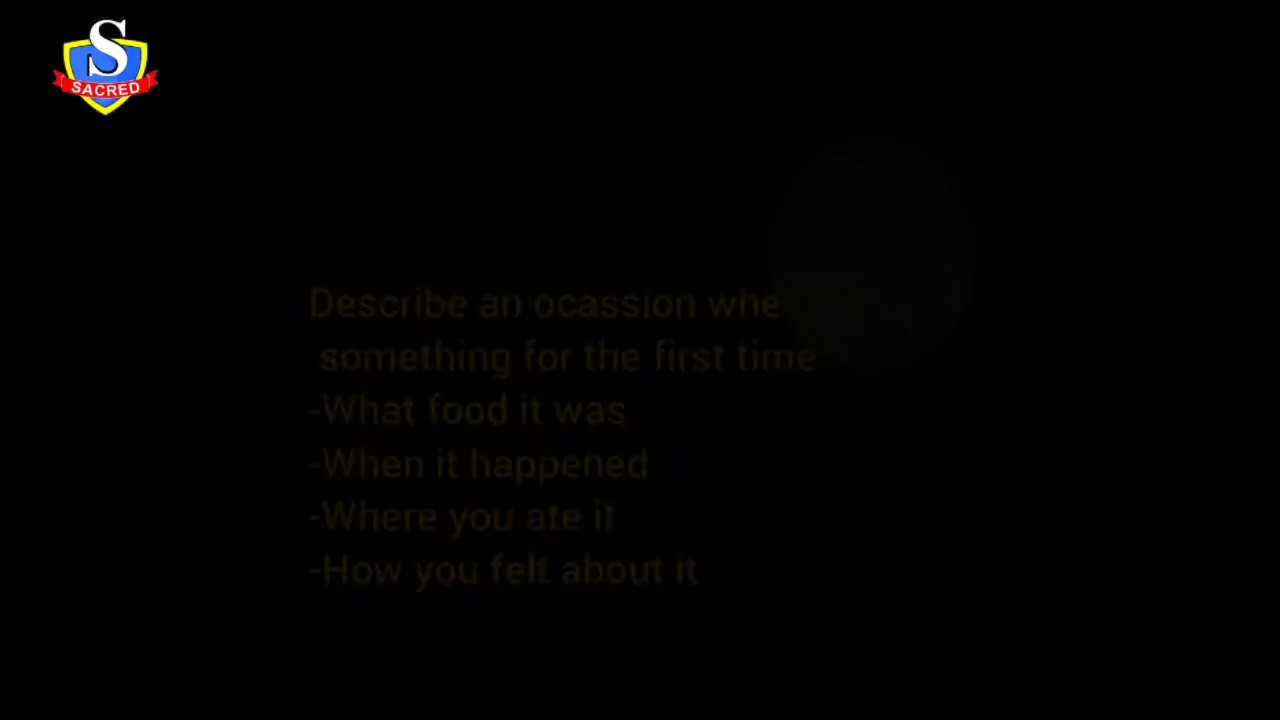 S
SACRED
Describe an ocassion whe
something for the first time
-What food it was
-When it happened
-Where you ate it
-How you felt about it